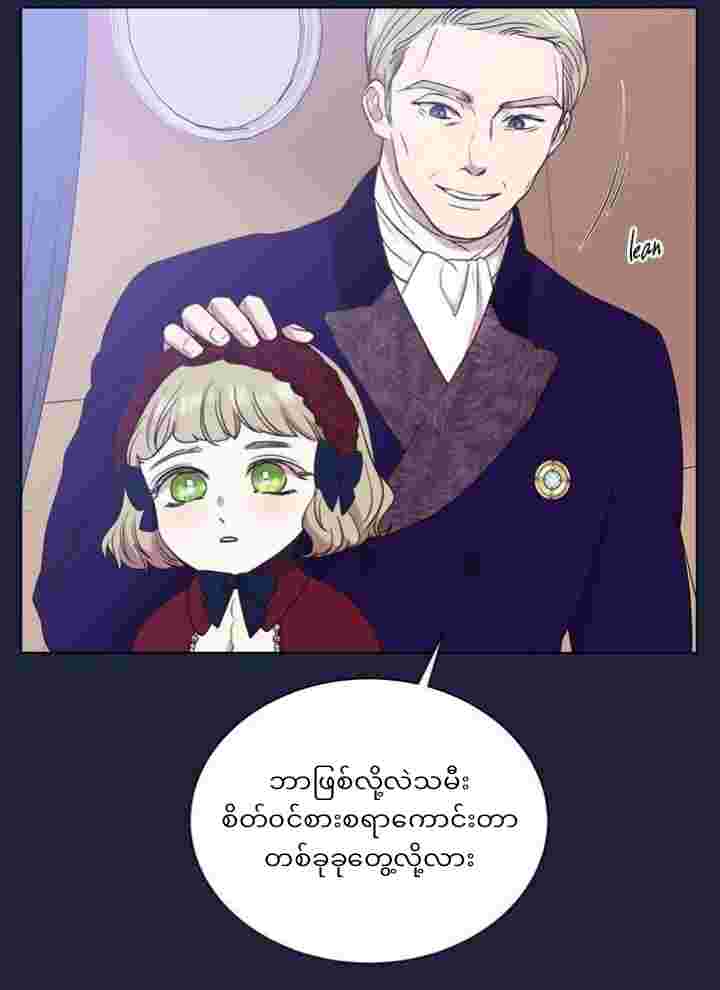 lean
ဘာဖြစ်လို့လဲသမီး
စိတ်ဝင်စားစရာကောင်းတာ
တစ်ခုခုတွေ့လို့လား